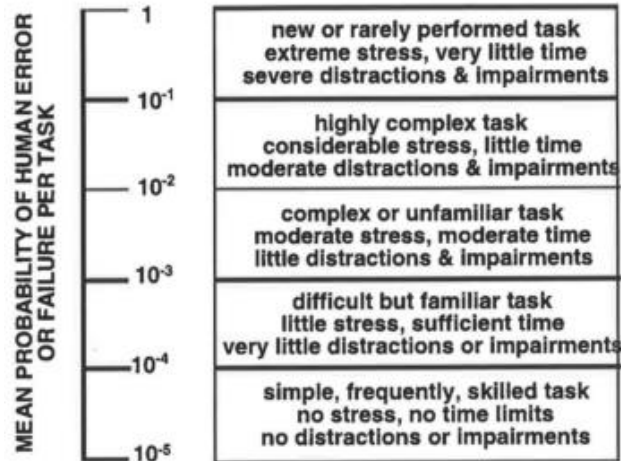 MEAN PROBABILITY OF HUMAN ERROR
OR FAILURE PER TASK
1
new or rarely performed task
extreme stress, very little time
severe distractions & impairments
10⁻¹
highly complex task
considerable stress, little time
moderate distractions & impairments
10⁻²
complex or unfamiliar task
moderate stress, moderate time
little distractions & impairments
10⁻³
difficult but familiar task
little stress, sufficient time
very little distractions or impairments
10⁻⁴
simple, frequently, skilled task
no stress, no time limits
no distractions or impairments
10⁻⁵